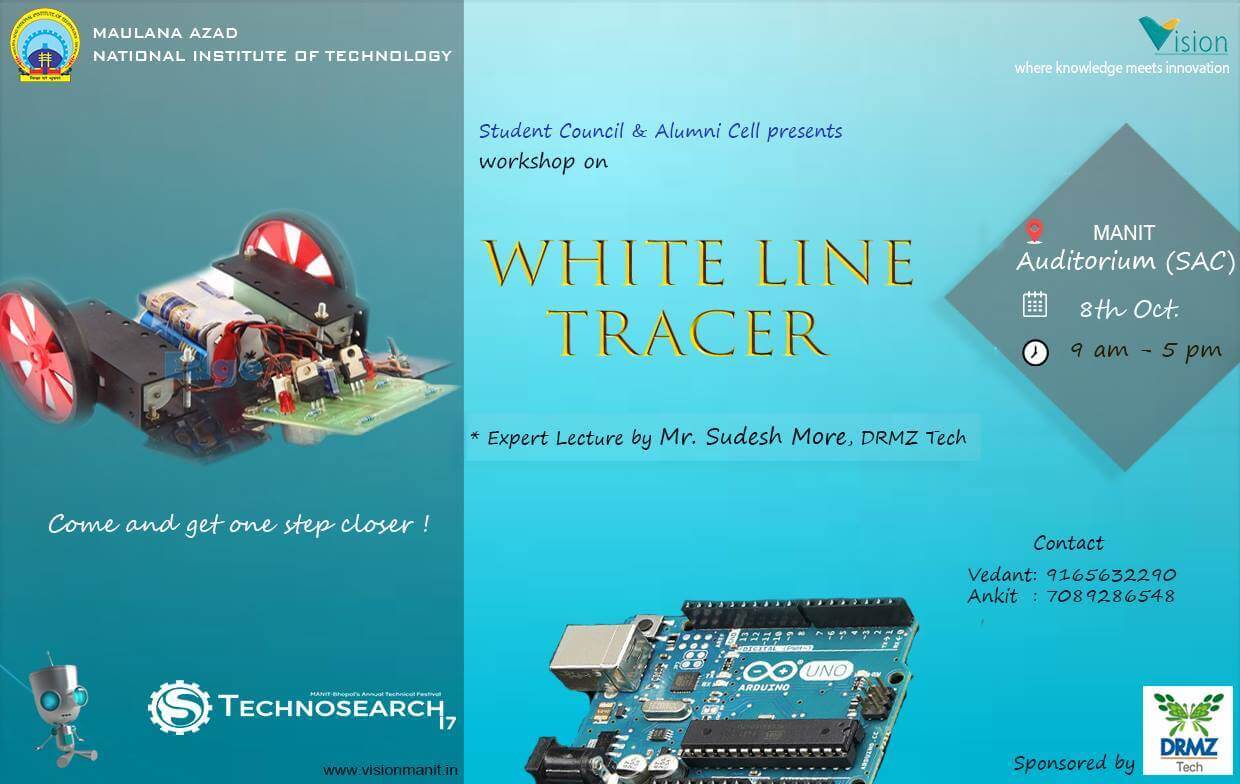 MAULANA AZAD
NATIONAL INSTITUTE OF TECHNOLOGY
Vision
where knowledge meets innovation
Student Council & Alumni Cell presents
workshop on
WHITE LINE
TRACER
MANIT
Auditorium (SAC)
8th Oct.
9 am - 5 pm
* Expert Lecture by Mr. Sudesh More, DRMZ Tech
Come and get one step closer !
Contact
Vedant: 9165632290
Ankit : 7089286548
MANIT-Bhopal's Annual Technical Festival
TECHNOSEARCH
17
www.visionmanit.in
DIGITAL (PWM~)
UNO
ARDUINO
Sponsored by
DRMZ
Tech